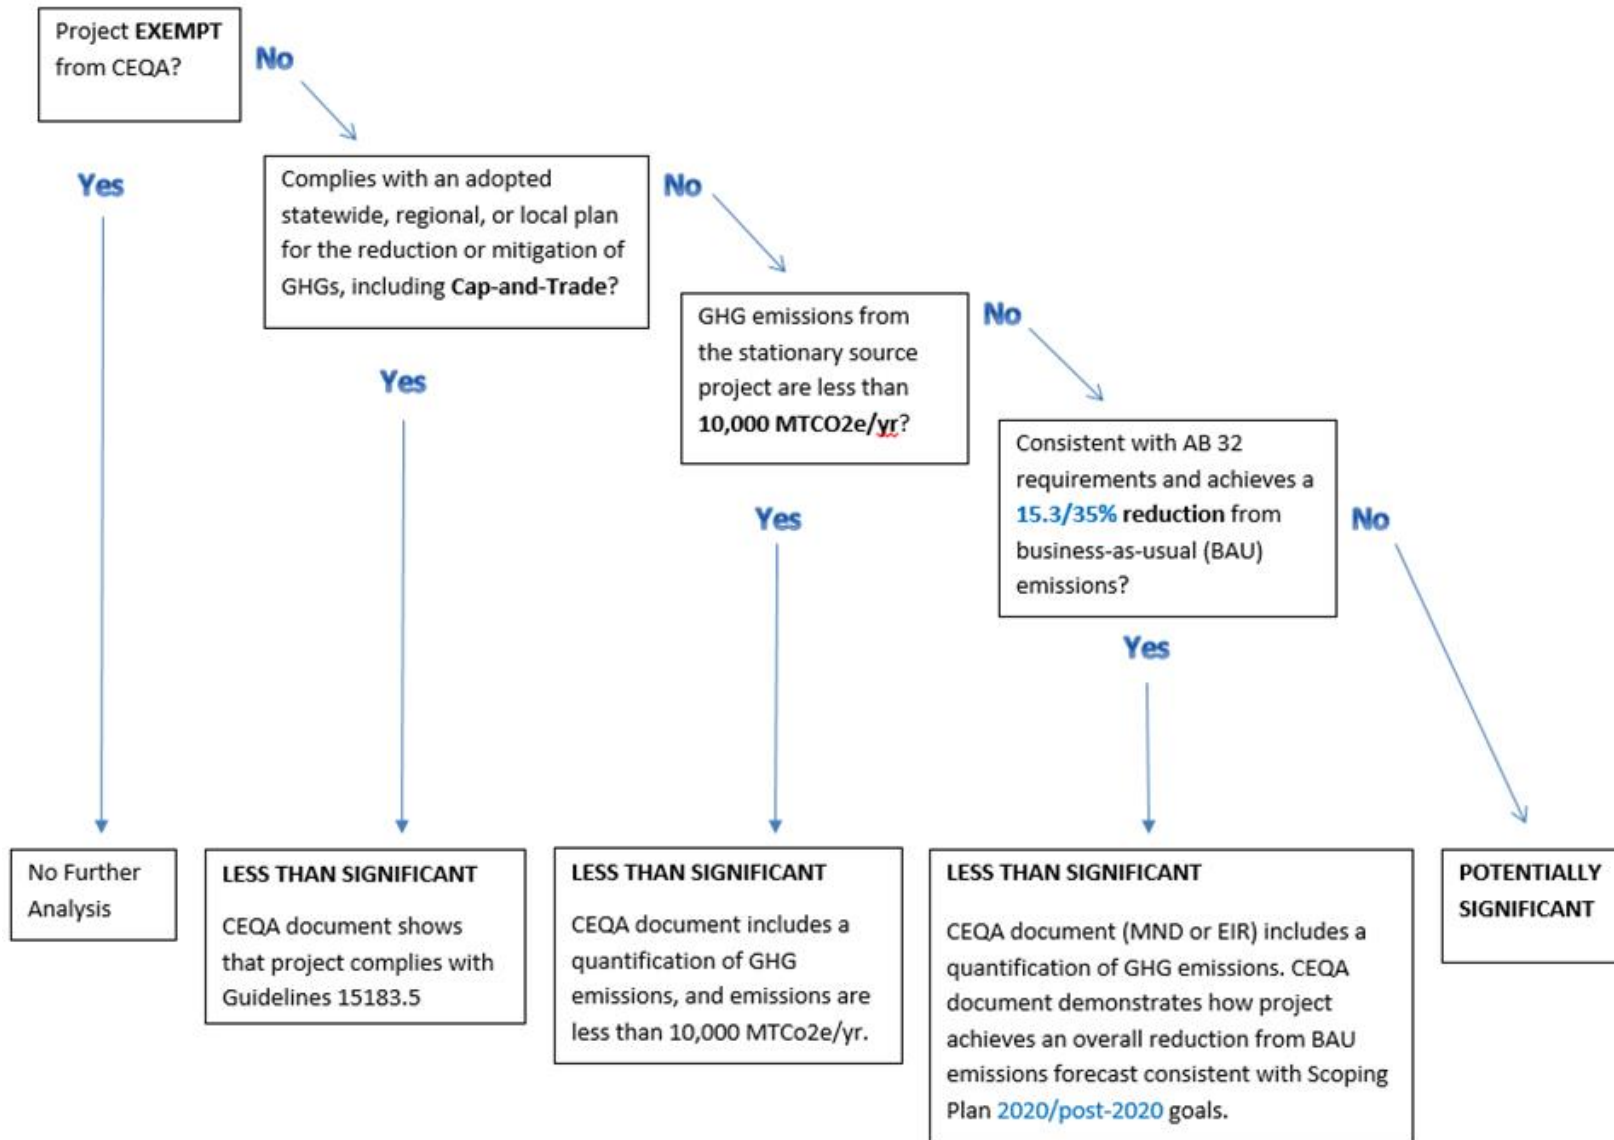 Project EXEMPT
from CEQA?
No
Yes
Complies with an adopted
statewide, regional, or local plan
for the reduction or mitigation of
GHGs, including Cap-and-Trade?
No
Yes
GHG emissions from
the stationary source
project are less than
10,000 MTCO2e/yr?
No
Yes
Consistent with AB 32
requirements and achieves a
15.3/35% reduction from
business-as-usual (BAU)
emissions?
No
Yes
No Further
Analysis
LESS THAN SIGNIFICANT
CEQA document shows
that project complies with
Guidelines 15183.5
LESS THAN SIGNIFICANT
CEQA document includes a
quantification of GHG
emissions, and emissions are
less than 10,000 MTCo2e/yr.
LESS THAN SIGNIFICANT
CEQA document (MND or EIR) includes a
quantification of GHG emissions. CEQA
document demonstrates how project
achieves an overall reduction from BAU
emissions forecast consistent with Scoping
Plan 2020/post-2020 goals.
POTENTIALLY
SIGNIFICANT